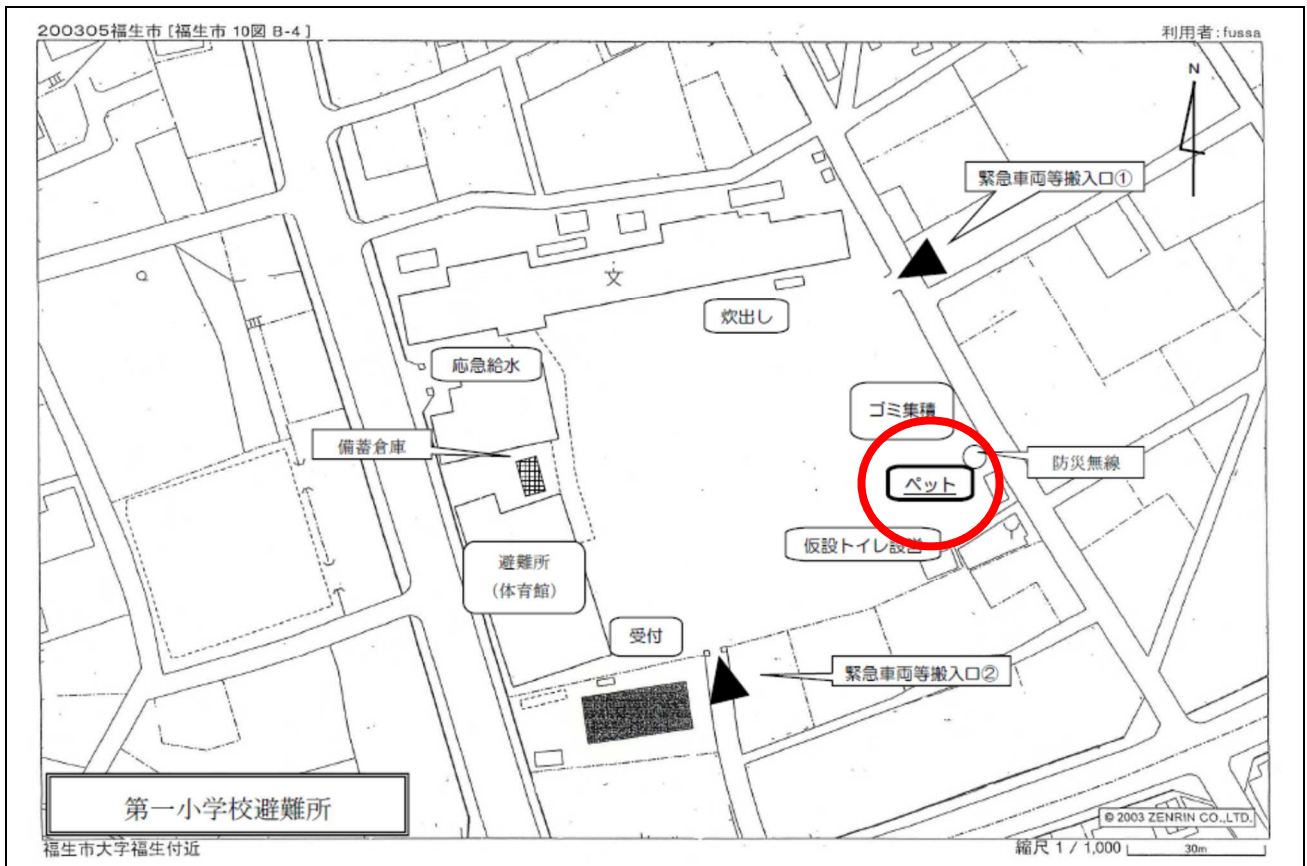 200305福生市 [福生市 10図 B-4]
利用者:fussa
N
緊急車両等搬入口①
文
炊出し
応急給水
ゴミ集積
備蓄倉庫
防災無線
ペット
仮設トイレ設営
避難所
(体育館)
受付
緊急車両等搬入口②
第一小学校避難所
© 2003 ZENRIN CO.,LTD.
福生市大字福生付近
縮尺 1 / 1,000
30m